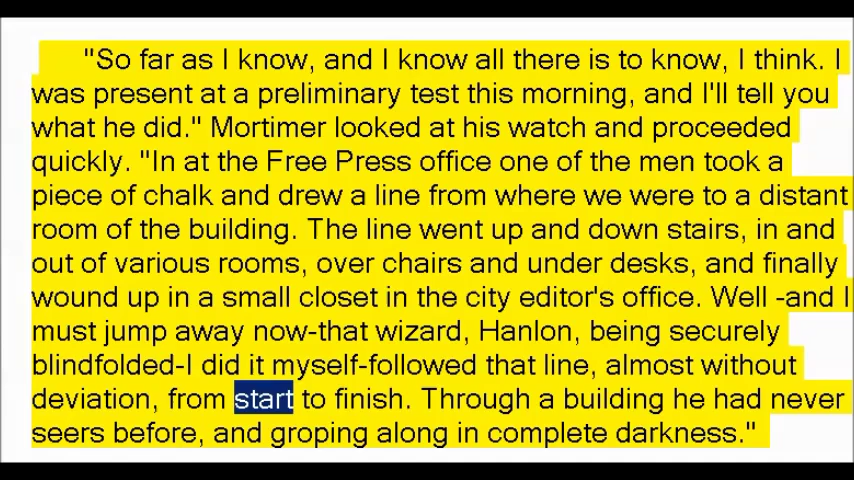 "So far as I know, and I know all there is to know, I think. I
was present at a preliminary test this morning, and I'll tell you
what he did." Mortimer looked at his watch and proceeded
quickly. "In at the Free Press office one of the men took a
piece of chalk and drew a line from where we were to a distant
room of the building. The line went up and down stairs, in and
out of various rooms, over chairs and under desks, and finally
wound up in a small closet in the city editor's office. Well -and I
must jump away now-that wizard, Hanlon, being securely
blindfolded-I did it myself-followed that line, almost without
deviation, from start to finish. Through a building he had never
seers before, and groping along in complete darkness."